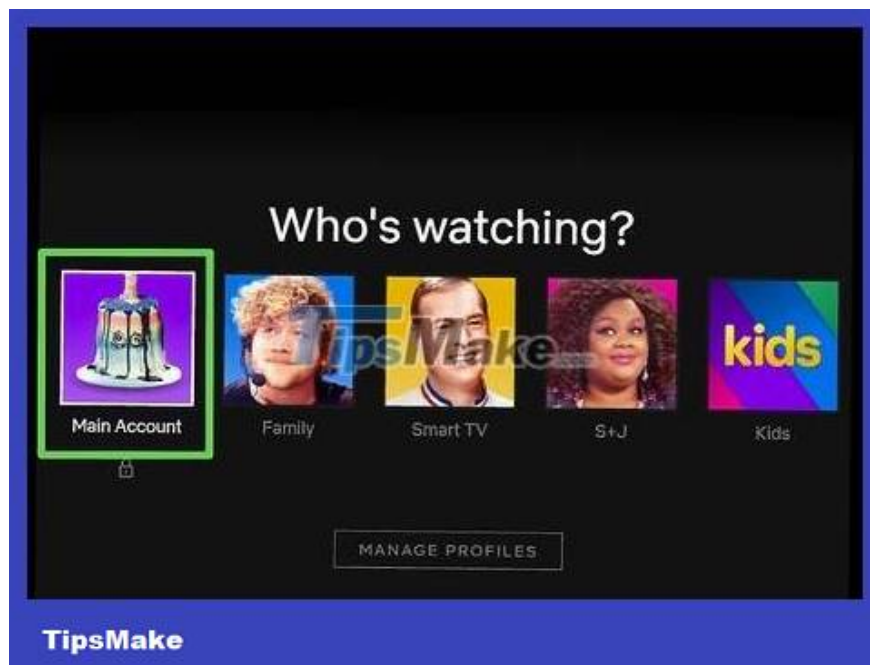 Who's watching?
kids
Main Account
Family
Smart TV
S+J
Kids
TipsMake
MANAGE PROFILES
TipsMake